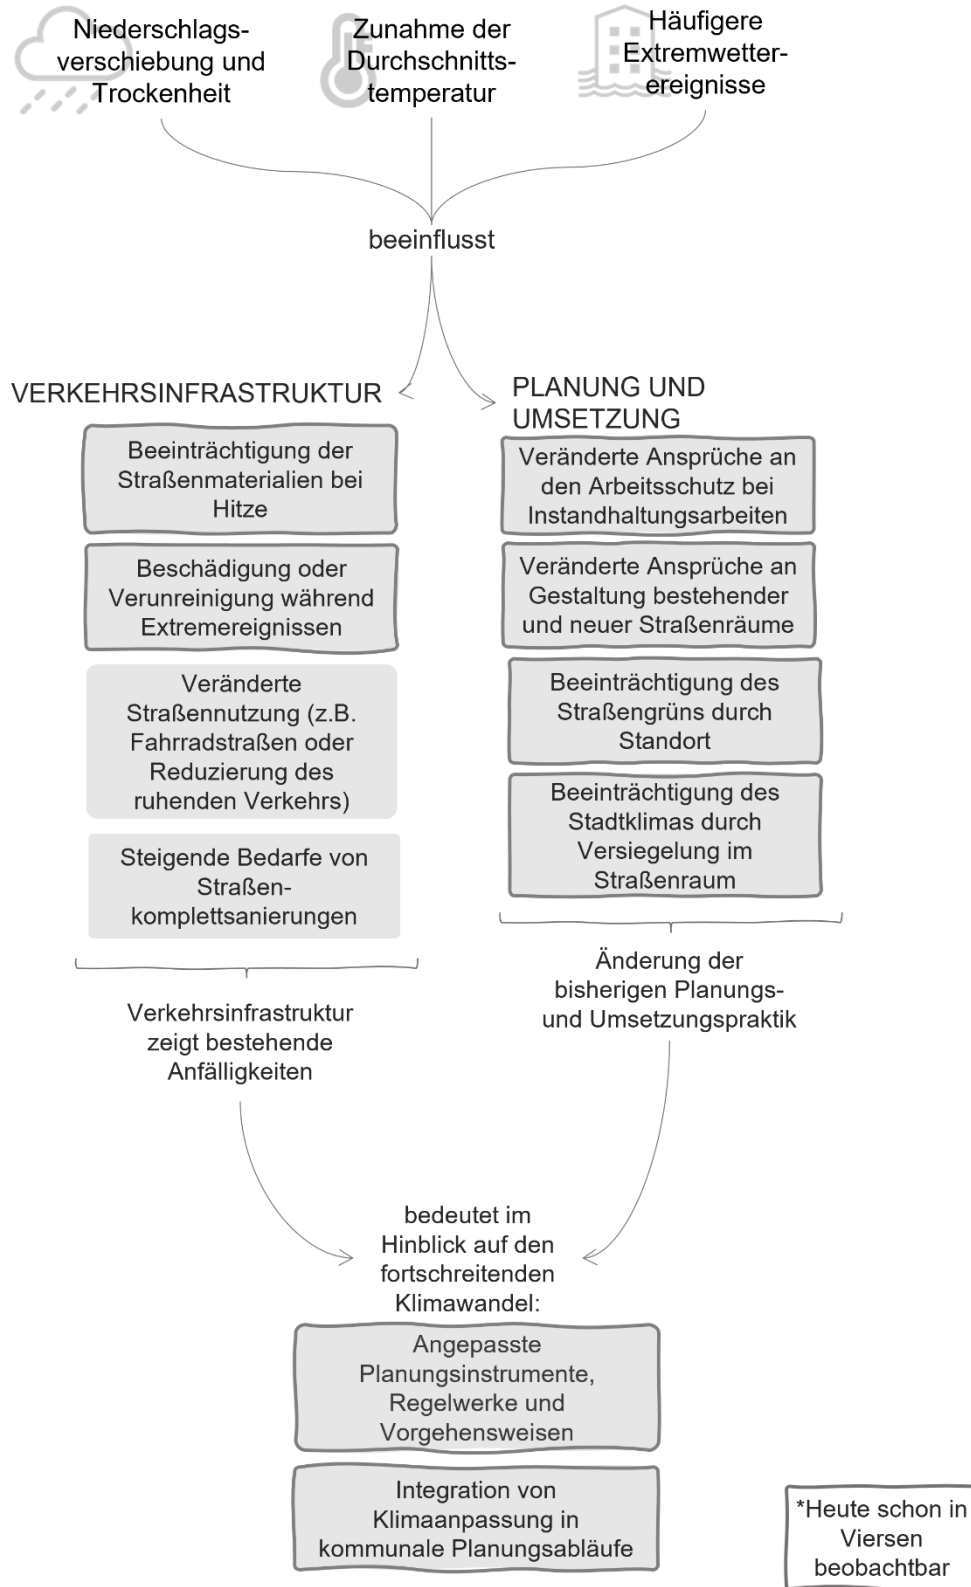 Niederschlags-
verschiebung und
Trockenheit
Zunahme der
Durchschnitts-
temperatur
Häufigere
Extremwetter-
ereignisse
beeinflusst
VERKEHRSINFRASTRUKTUR
Beeinträchtigung der
Straßenmaterialien bei
Hitze
Beschädigung oder
Verunreinigung während
Extremereignissen
Veränderte
Straßennutzung (z.B.
Fahrradstraßen oder
Reduzierung des
ruhenden Verkehrs)
Steigende Bedarfe von
Straßen-
komplettsanierungen
Verkehrsinfrastruktur
zeigt bestehende
Anfälligkeiten
PLANUNG UND
UMSETZUNG
Veränderte Ansprüche an
den Arbeitsschutz bei
Instandhaltungsarbeiten
Veränderte Ansprüche an
Gestaltung bestehender
und neuer Straßenräume
Beeinträchtigung des
Straßengrüns durch
Standort
Beeinträchtigung des
Stadtklimas durch
Versiegelung im
Straßenraum
Änderung der
bisherigen Planungs-
und Umsetzungspraktik
bedeutet im
Hinblick auf den
fortschreitenden
Klimawandel:
Angepasste
Planungsinstrumente,
Regelwerke und
Vorgehensweisen
Integration von
Klimaanpassung in
kommunale Planungsabläufe
*Heute schon in
Viersen
beobachtbar